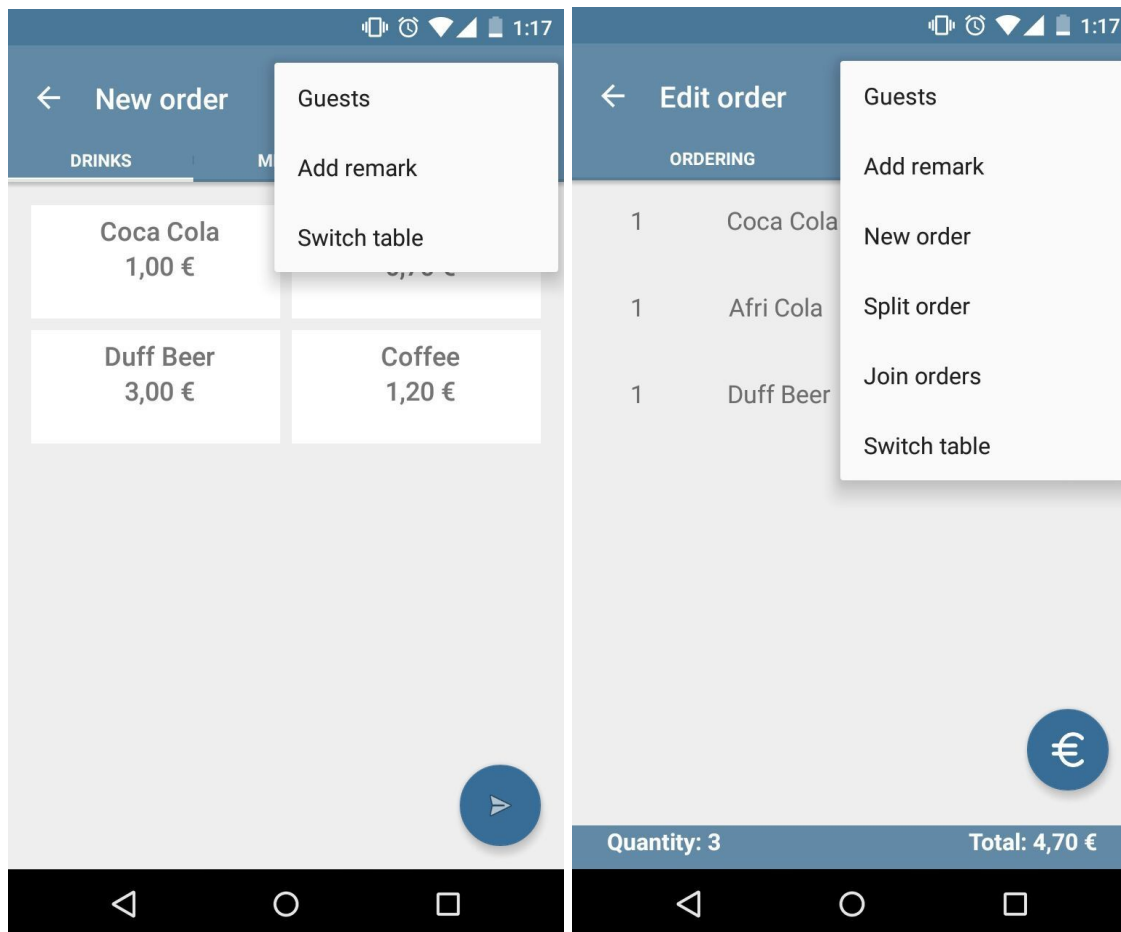 1:17
New order
Guests
Add remark
Switch table
DRINKS
Coca Cola
1,00 €
Duff Beer
3,00 €
Coffee
1,20 €
1:17
Edit order
Guests
Add remark
New order
Split order
Join orders
Switch table
ORDERING
1 Coca Cola
1 Afri Cola
1 Duff Beer
€
Quantity: 3
Total: 4,70 €